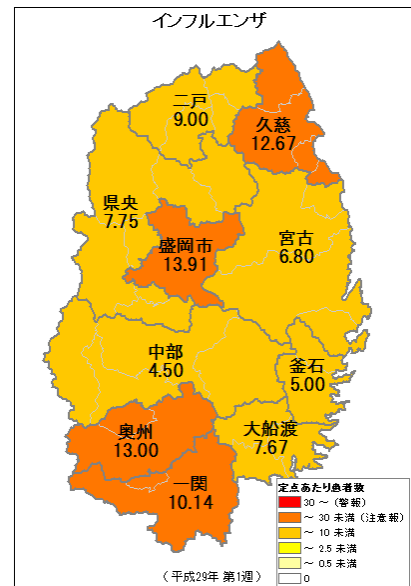 インフルエンザ
二戸
9.00
久慈
12.67
県央
7.75
盛岡市
13.91
宮古
6.80
中部
4.50
釜石
5.00
奥州
13.00
大船渡
7.67
一関
10.14
定点あたり患者数
30 ~ (警報)
~ 30 未満 (注意報)
~ 10 未満
~ 2.5 未満
~ 0.5 未満
0
(平成29年 第1週)